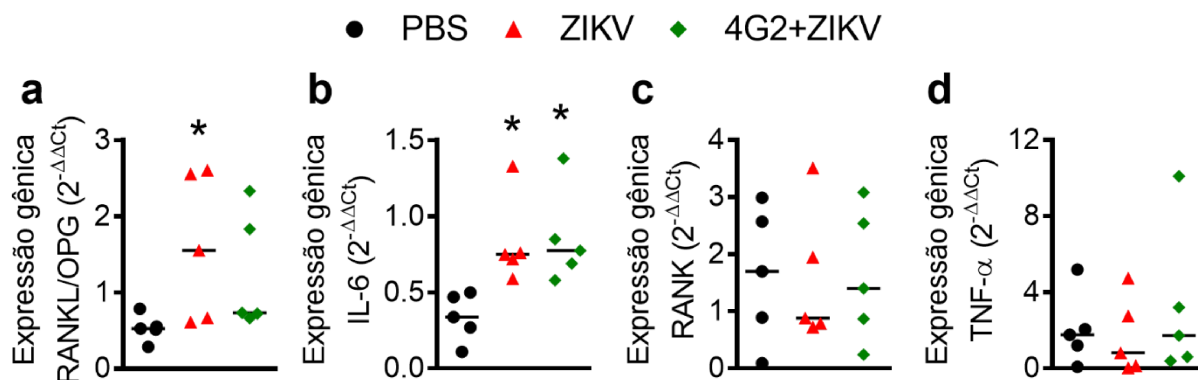 PBS ZIKV 4G2+ZIKV
a
Expressão gênica
RANKL/OPG (2^-ΔΔCt)
3
2
1
0
*
b
Expressão gênica
IL-6 (2^-ΔΔCt)
1.5
1.0
0.5
0.0
* *
c
Expressão gênica
RANK (2^-ΔΔCt)
4
3
2
1
0
d
Expressão gênica
TNF-α (2^-ΔΔCt)
12
8
4
0